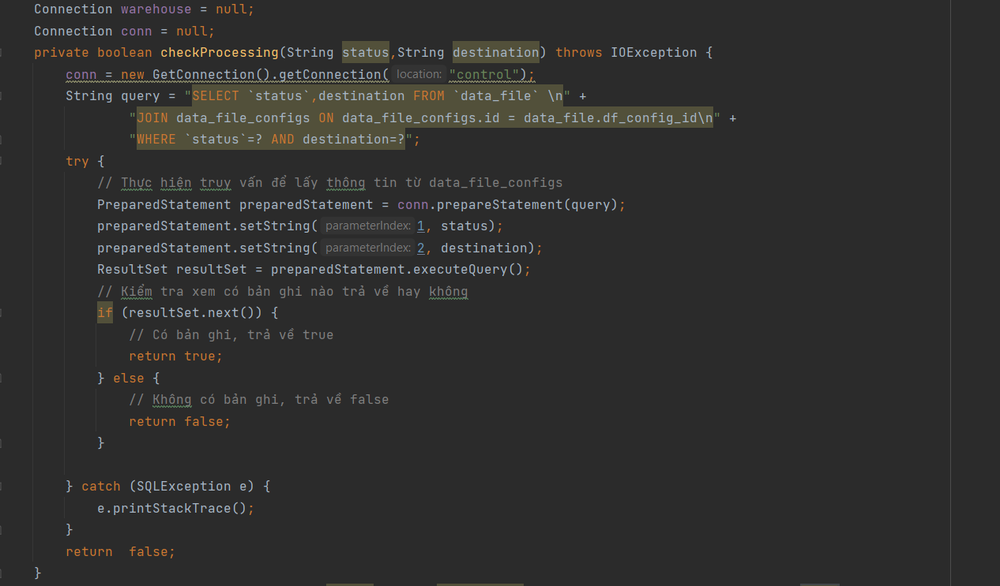 Connection warehouse = null;
Connection conn = null;
private boolean checkProcessing(String status,String destination) throws IOException {
conn = new GetConnection().getConnection( location: "control");
String query = "SELECT `status`,destination FROM `data_file` \n" +
"JOIN data_file_configs ON data_file_configs.id = data_file.df_config_id\n" +
"WHERE `status`=? AND destination=?";
try {
// Thực hiện truy vấn để lấy thông tin từ data_file_configs
PreparedStatement preparedStatement = conn.prepareStatement(query);
preparedStatement.setString( parameterIndex: 1, status);
preparedStatement.setString( parameterIndex: 2, destination);
ResultSet resultSet = preparedStatement.executeQuery();
// Kiểm tra xem có bản ghi nào trả về hay không
if (resultSet.next()) {
// Có bản ghi, trả về true
return true;
} else {
// Không có bản ghi, trả về false
return false;
}
} catch (SQLException e) {
e.printStackTrace();
}
return  false;
}